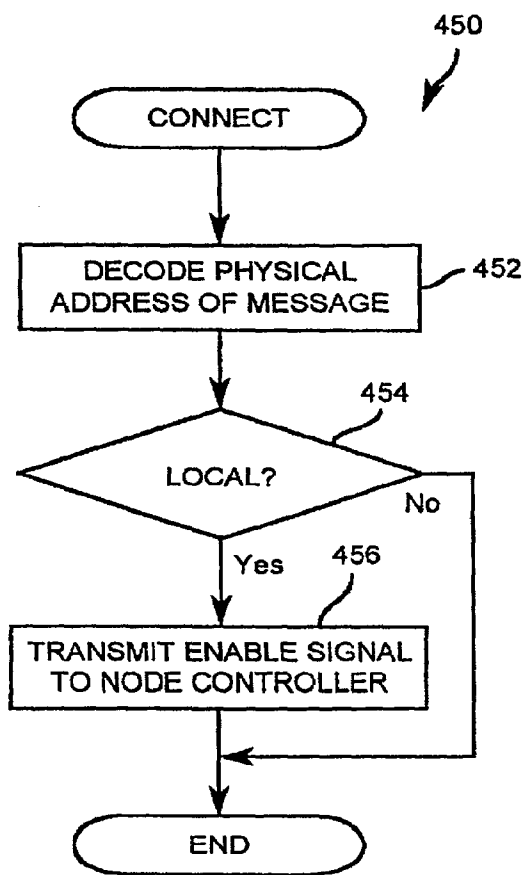 450
CONNECT
DECODE PHYSICAL
ADDRESS OF MESSAGE
452
454
LOCAL?
No
Yes
456
TRANSMIT ENABLE SIGNAL
TO NODE CONTROLLER
END